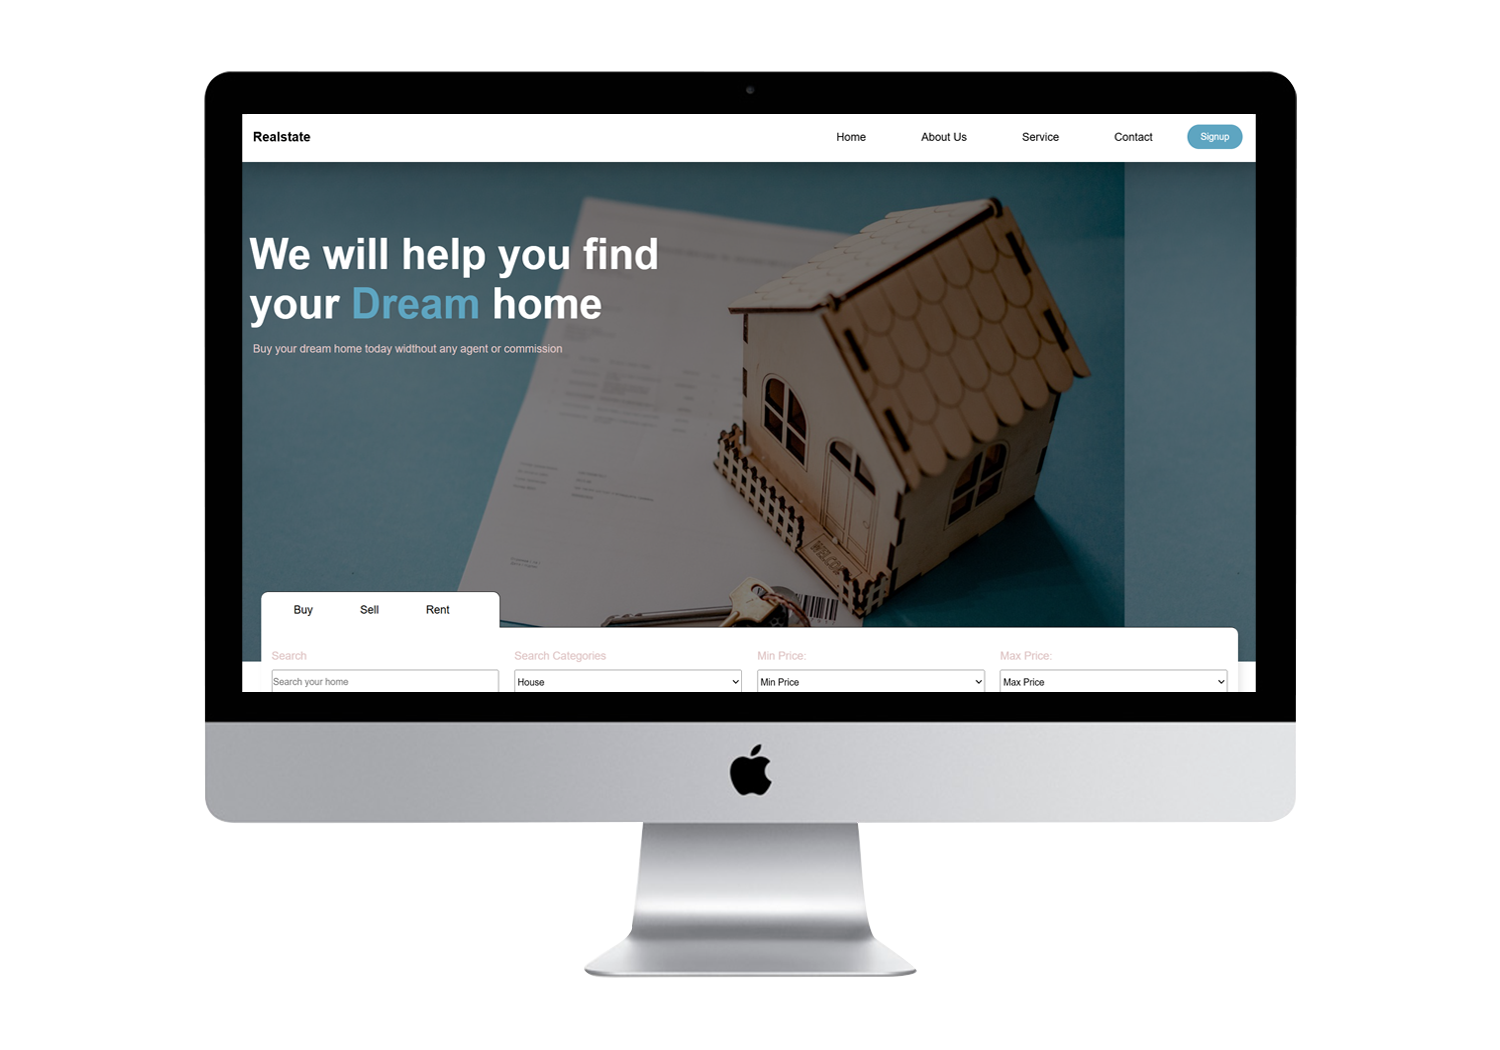 Realstate
Home
About Us
Service
Contact
Signup
We will help you find
your Dream home
Buy your dream home today widthout any agent or commission
WELCOME
Buy
Sell
Rent
Search
Search Categories
Min Price:
Max Price:
Search your home
House
Min Price
Max Price